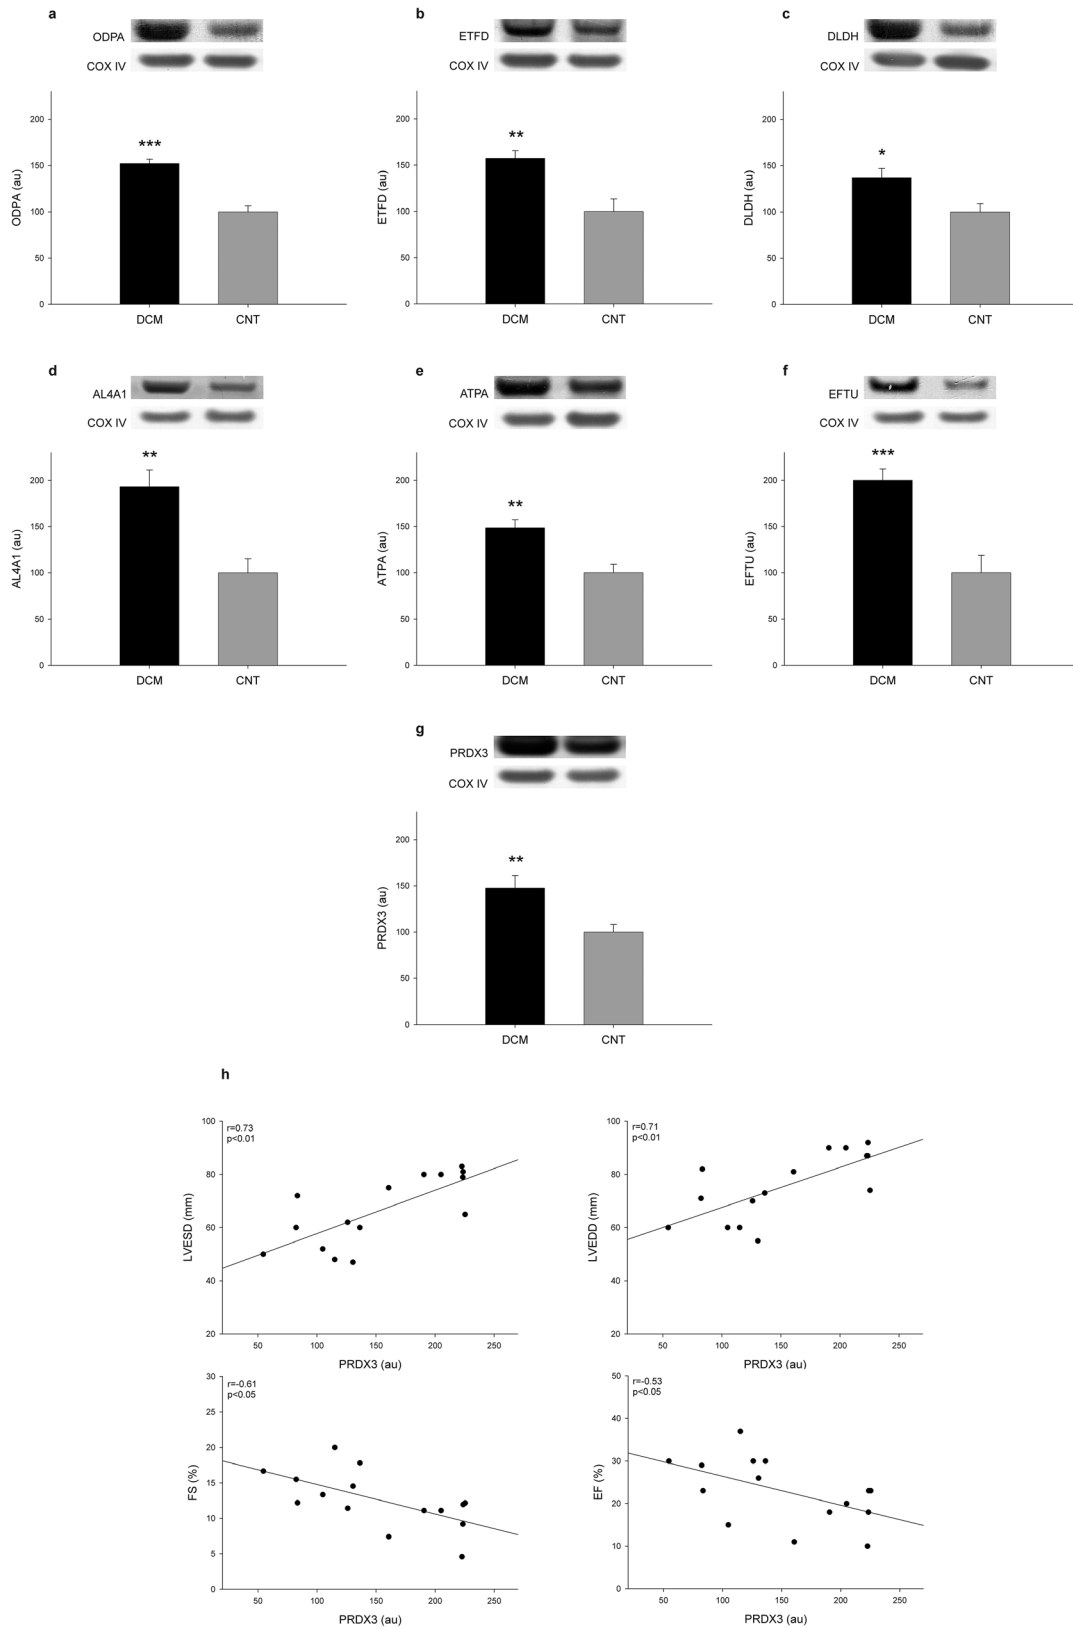 a
ODPA
COX IV
ODPA (au)
200
150
100
50
0
***
DCM
CNT
b
ETFD
COX IV
ETFD (au)
200
150
100
50
0
**
DCM
CNT
c
DLDH
COX IV
DLDH (au)
200
150
100
50
0
*
DCM
CNT
d
AL4A1
COX IV
AL4A1 (au)
200
150
100
50
0
**
DCM
CNT
e
ATPA
COX IV
ATPA (au)
200
150
100
50
0
**
DCM
CNT
f
EFTU
COX IV
EFTU (au)
200
150
100
50
0
***
DCM
CNT
g
PRDX3
COX IV
PRDX3 (au)
200
150
100
50
0
**
DCM
CNT
h
r=0.73
p<0.01
LVESD (mm)
100
80
60
40
20
50 100 150 200 250
PRDX3 (au)
r=0.71
p<0.01
LVEDD (mm)
100
80
60
40
20
50 100 150 200 250
PRDX3 (au)
r=-0.61
p<0.05
FS (%)
30
25
20
15
10
5
0
50 100 150 200 250
PRDX3 (au)
r=-0.53
p<0.05
EF (%)
50
40
30
20
10
0
50 100 150 200 250
PRDX3 (au)